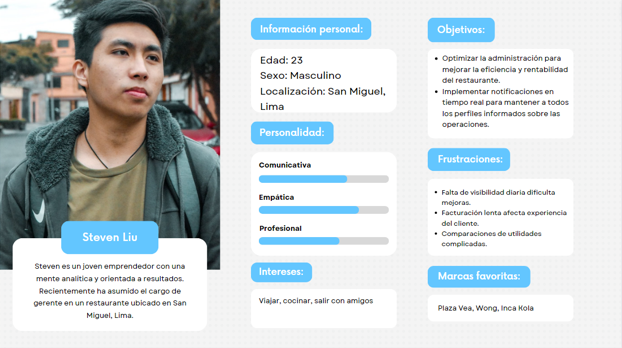 Steven Liu
Steven es un joven emprendedor con una
mente analítica y orientada a resultados.
Recientemente ha asumido el cargo de
gerente en un restaurante ubicado en San
Miguel, Lima.
Información personal:
Edad: 23
Sexo: Masculino
Localización: San Miguel,
Lima
Personalidad:
Comunicativa
Empática
Profesional
Intereses:
Viajar, cocinar, salir con amigos
Objetivos:
Optimizar la administración para
mejorar la eficiencia y rentabilidad
del restaurante.
Implementar notificaciones en
tiempo real para mantener a todos
los perfiles informados sobre las
operaciones.
Frustraciones:
Falta de visibilidad diaria dificulta
mejoras.
Facturación lenta afecta experiencia
del cliente.
Comparaciones de utilidades
complicadas.
Marcas favoritas:
Plaza Vea, Wong, Inca Kola